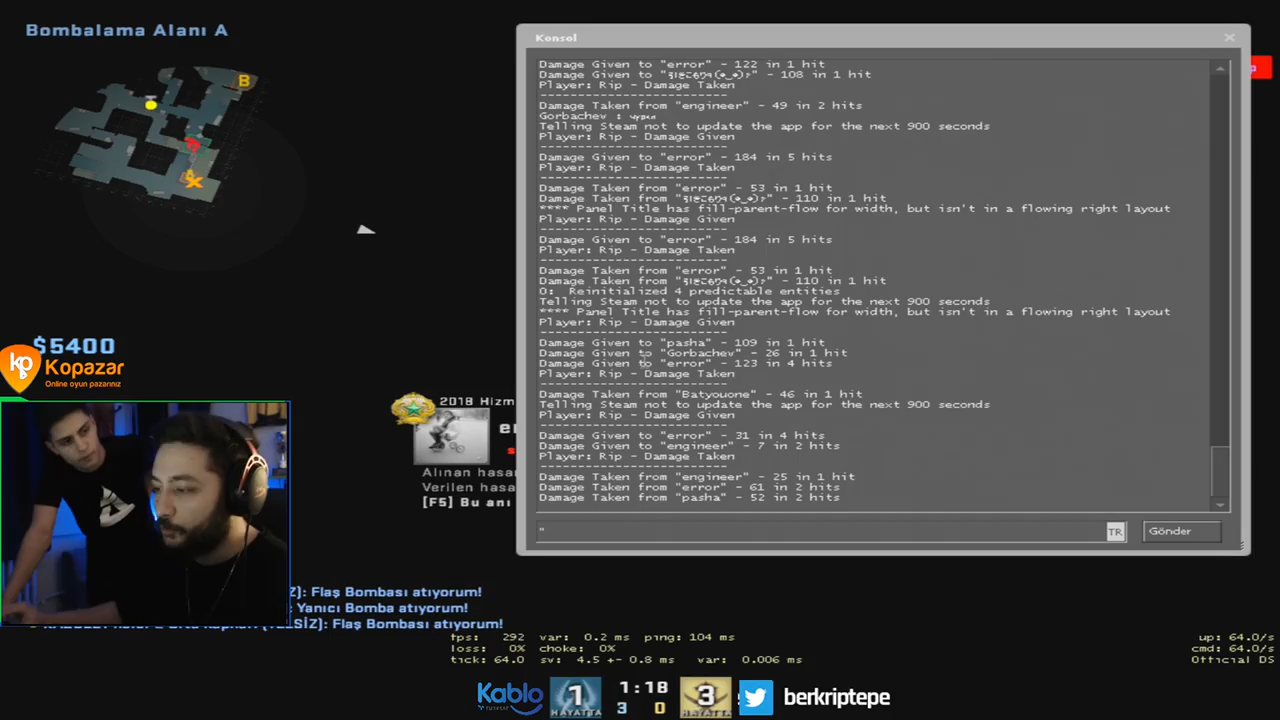 Bombalama Alanı A
B
$5400
Kopazar
Online oyun pazarınız
2018 Hizm
Alınan hasa
Verilen hasa
[F5] Bu anı
Konsol
Damage Given to "error" - 122 in 1 hit
Player: Rip - Damage Taken
-------------------------
Damage Taken from "engineer" - 49 in 2 hits
Gorbachev : чурки
Telling Steam not to update the app for the next 900 seconds
Player: Rip - Damage Given
-------------------------
Damage Given to "error" - 184 in 5 hits
Player: Rip - Damage Taken
-------------------------
Damage Taken from "error" - 53 in 1 hit
**** Panel Title has fill-parent-flow for width, but isn't in a flowing right layout
Player: Rip - Damage Given
-------------------------
Damage Given to "error" - 184 in 5 hits
Player: Rip - Damage Taken
-------------------------
Damage Taken from "error" - 53 in 1 hit
0: Reinitialized 4 predictable entities
Telling Steam not to update the app for the next 900 seconds
**** Panel Title has fill-parent-flow for width, but isn't in a flowing right layout
Player: Rip - Damage Given
-------------------------
Damage Given to "pasha" - 109 in 1 hit
Damage Given to "Gorbachev" - 26 in 1 hit
Damage Given to "error" - 123 in 4 hits
Player: Rip - Damage Taken
-------------------------
Damage Taken from "Batyouone" - 46 in 1 hit
Telling Steam not to update the app for the next 900 seconds
Player: Rip - Damage Given
-------------------------
Damage Given to "error" - 31 in 4 hits
Damage Given to "engineer" - 7 in 2 hits
Player: Rip - Damage Taken
-------------------------
Damage Taken from "engineer" - 25 in 1 hit
Damage Taken from "error" - 61 in 2 hits
Damage Taken from "pasha" - 52 in 2 hits
"
TR
Gönder
Flaş Bombası atıyorum!
Yanıcı Bomba atıyorum!
Flaş Bombası atıyorum!
fps: 292 var: 0.2 ms ping: 104 ms
loss: 0% choke: 0%
tick: 64.0 sv: 4.5 +- 0.8 ms var: 0.006 ms
up: 64.0/s
cmd: 64.0/s
Official DS
Kablo
1
HAYATTA
1:18
3 0
3
HAYATTA
berkriptepe